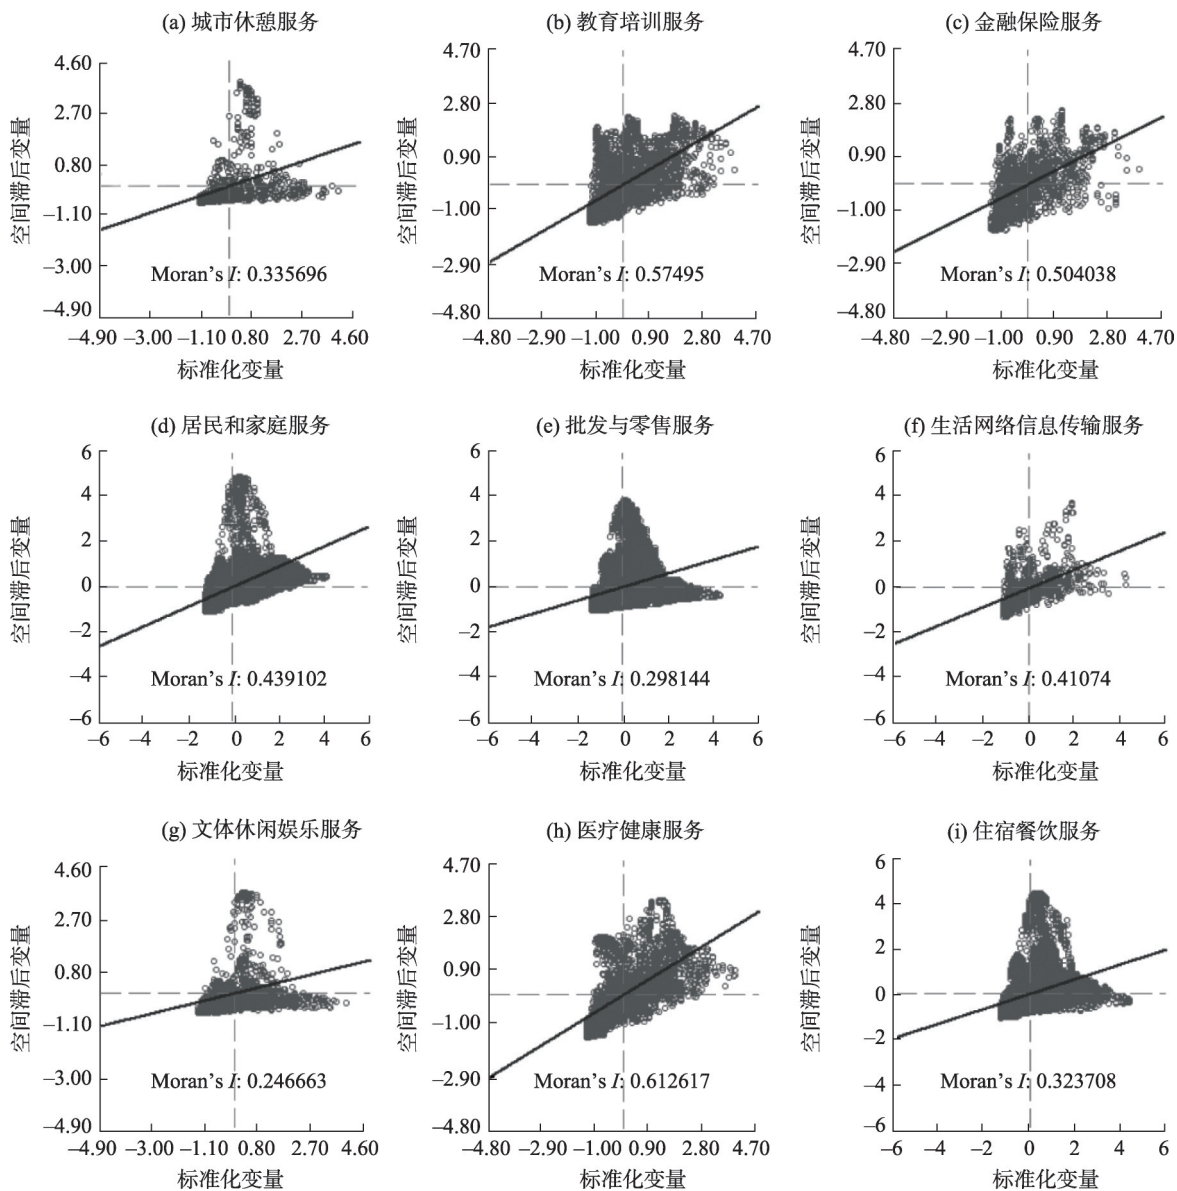 (a) 城市休憩服务
(b) 教育培训服务
(c) 金融保险服务
4.60
2.70
0.80
–1.10
–3.00
–4.90
空间滞后变量
Moran's I: 0.335696
–4.90 –3.00 –1.10 0.80 2.70 4.60
标准化变量
4.70
2.80
0.90
–1.00
–2.90
–4.80
空间滞后变量
Moran's I: 0.57495
–4.80 –2.90 –1.00 0.90 2.80 4.70
标准化变量
4.70
2.80
0.90
–1.00
–2.90
–4.80
空间滞后变量
Moran's I: 0.504038
–4.80 –2.90 –1.00 0.90 2.80 4.70
标准化变量
(d) 居民和家庭服务
(e) 批发与零售服务
(f) 生活网络信息传输服务
6
4
2
0
–2
–4
–6
空间滞后变量
Moran's I: 0.439102
–6 –4 –2 0 2 4 6
标准化变量
6
4
2
0
–2
–4
–6
空间滞后变量
Moran's I: 0.298144
–6 –4 –2 0 2 4 6
标准化变量
6
4
2
0
–2
–4
–6
空间滞后变量
Moran's I: 0.41074
–6 –4 –2 0 2 4 6
标准化变量
(g) 文体休闲娱乐服务
(h) 医疗健康服务
(i) 住宿餐饮服务
4.60
2.70
0.80
–1.10
–3.00
–4.90
空间滞后变量
Moran's I: 0.246663
–4.90 –3.00 –1.10 0.80 2.70 4.60
标准化变量
4.70
2.80
0.90
–1.00
–2.90
–4.80
空间滞后变量
Moran's I: 0.612617
–4.80 –2.90 –1.00 0.90 2.80 4.70
标准化变量
6
4
2
0
–2
–4
–6
空间滞后变量
Moran's I: 0.323708
–6 –4 –2 0 2 4 6
标准化变量